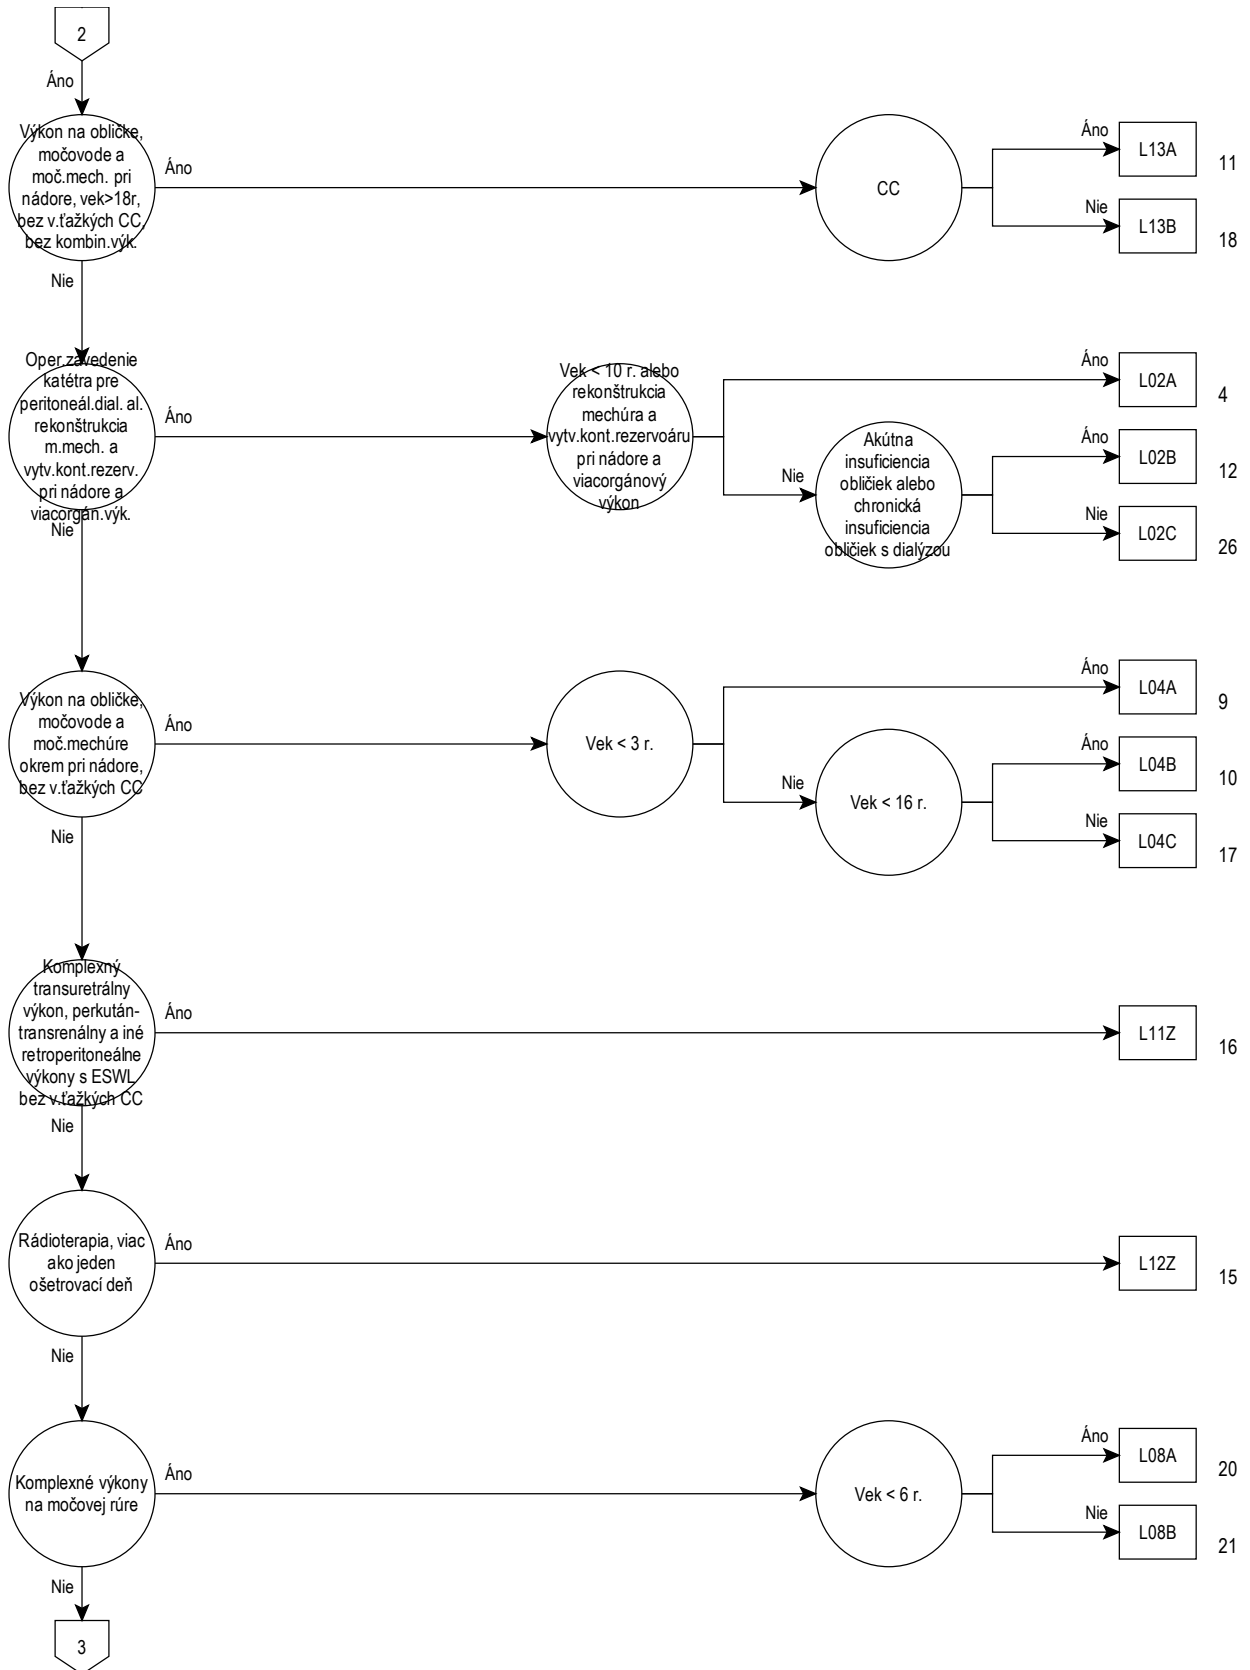 2
Áno
Výkon na obličke,
močovode a
moč.mech. pri
nádore, vek>18r,
bez v.ťažkých CC,
bez kombin.výk.
Áno
CC
Áno
L13A
11
Nie
L13B
18
Nie
Oper.zavedenie
katétra pre
peritoneál.dial. al.
rekonštrukcia
m.mech. a
vytv.kont.rezerv.
pri nádore a
viacorgán.výk.
Áno
Vek < 10 r. alebo
rekonštrukcia
mechúra a
vytv.kont.rezervoáru
pri nádore a
viacorgánový
výkon
Áno
L02A
4
Nie
Akútna
insuficiencia
obličiek alebo
chronická
insuficiencia
obličiek s dialýzou
Áno
L02B
12
Nie
L02C
26
Nie
Výkon na obličke,
močovode a
moč.mechúre
okrem pri nádore,
bez v.ťažkých CC
Áno
Vek < 3 r.
Áno
L04A
9
Nie
Vek < 16 r.
Áno
L04B
10
Nie
L04C
17
Nie
Komplexný
transuretrálny
výkon, perkután-
transrenálny a iné
retroperitoneálne
výkony s ESWL
bez v.ťažkých CC
Áno
L11Z
16
Nie
Rádioterapia, viac
ako jeden
ošetrovací deň
Áno
L12Z
15
Nie
Komplexné výkony
na močovej rúre
Áno
Vek < 6 r.
Áno
L08A
20
Nie
L08B
21
Nie
3